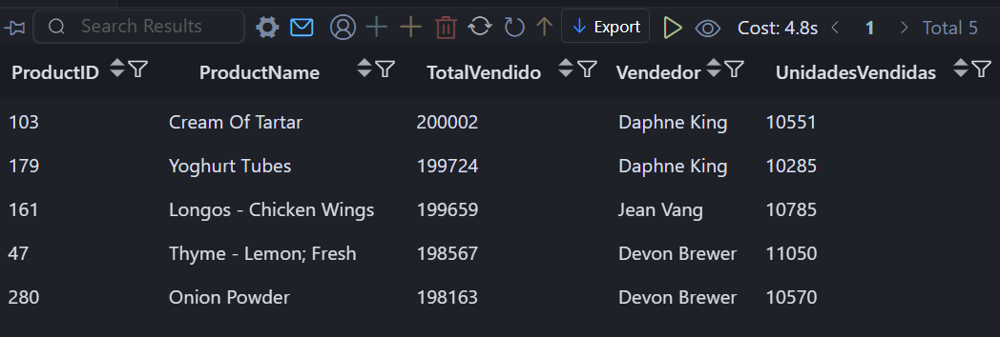 Search Results Export Cost: 4.8s 1 Total 5
ProductID ProductName TotalVendido Vendedor UnidadesVendidas
103 Cream Of Tartar 200002 Daphne King 10551
179 Yoghurt Tubes 199724 Daphne King 10285
161 Longos - Chicken Wings 199659 Jean Vang 10785
47 Thyme - Lemon; Fresh 198567 Devon Brewer 11050
280 Onion Powder 198163 Devon Brewer 10570